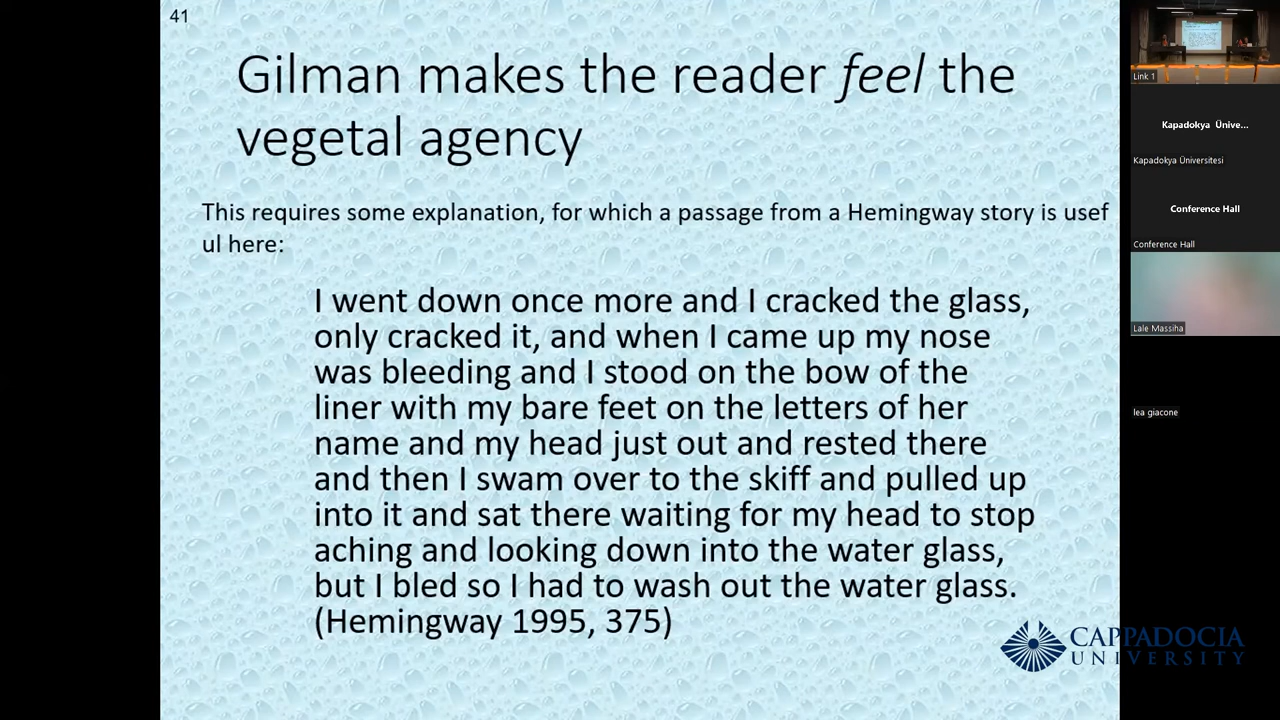 41
Gilman makes the reader feel the
vegetal agency
This requires some explanation, for which a passage from a Hemingway story is usef
ul here:
I went down once more and I cracked the glass,
only cracked it, and when I came up my nose
was bleeding and I stood on the bow of the
liner with my bare feet on the letters of her
name and my head just out and rested there
and then I swam over to the skiff and pulled up
into it and sat there waiting for my head to stop
aching and looking down into the water glass,
but I bled so I had to wash out the water glass.
(Hemingway 1995, 375)
CAPPADOCIA
UNIVERSITY
Link 1
Kapadokya Ünive...
Kapadokya Üniversitesi
Conference Hall
Conference Hall
Lale Massiha
lea giacone